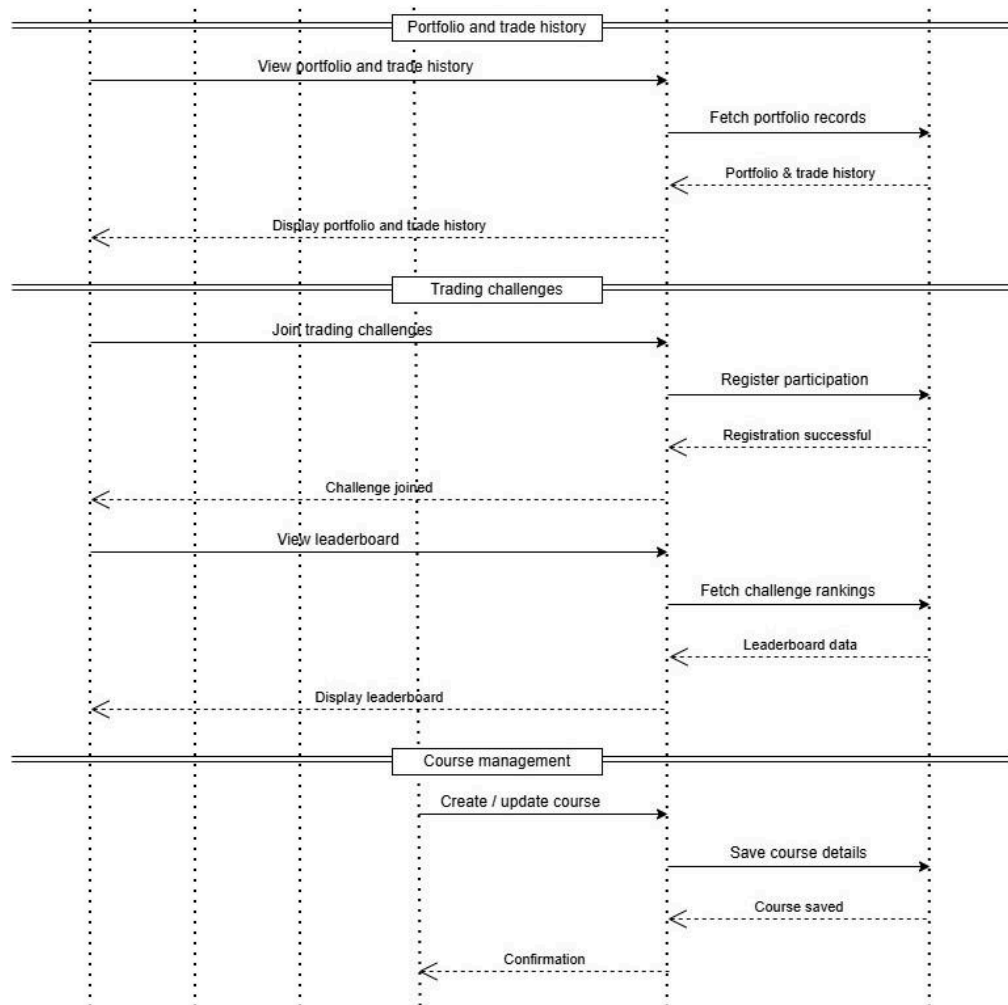 Portfolio and trade history
View portfolio and trade history
Fetch portfolio records
Portfolio & trade history
Display portfolio and trade history
Trading challenges
Join trading challenges
Register participation
Registration successful
Challenge joined
View leaderboard
Fetch challenge rankings
Leaderboard data
Display leaderboard
Course management
Create / update course
Save course details
Course saved
Confirmation